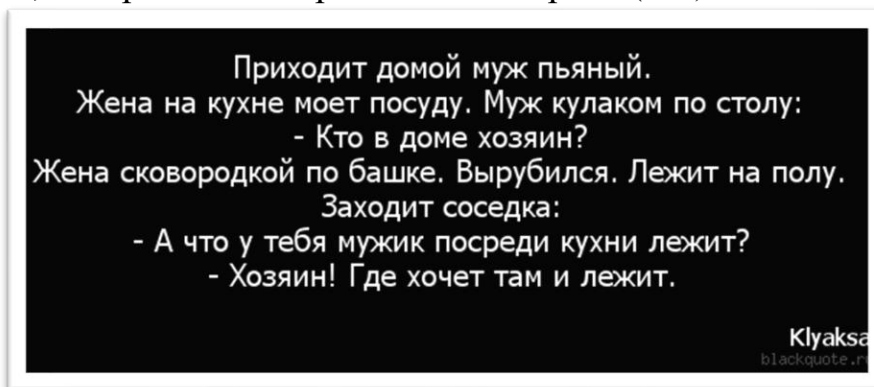 Приходит домой муж пьяный.
Жена на кухне моет посуду. Муж кулаком по столу:
- Кто в доме хозяин?
Жена сковородкой по башке. Вырубился. Лежит на полу.
Заходит соседка:
- А что у тебя мужик посреди кухни лежит?
- Хозяин! Где хочет там и лежит.
Klyaksa
blackquote.r